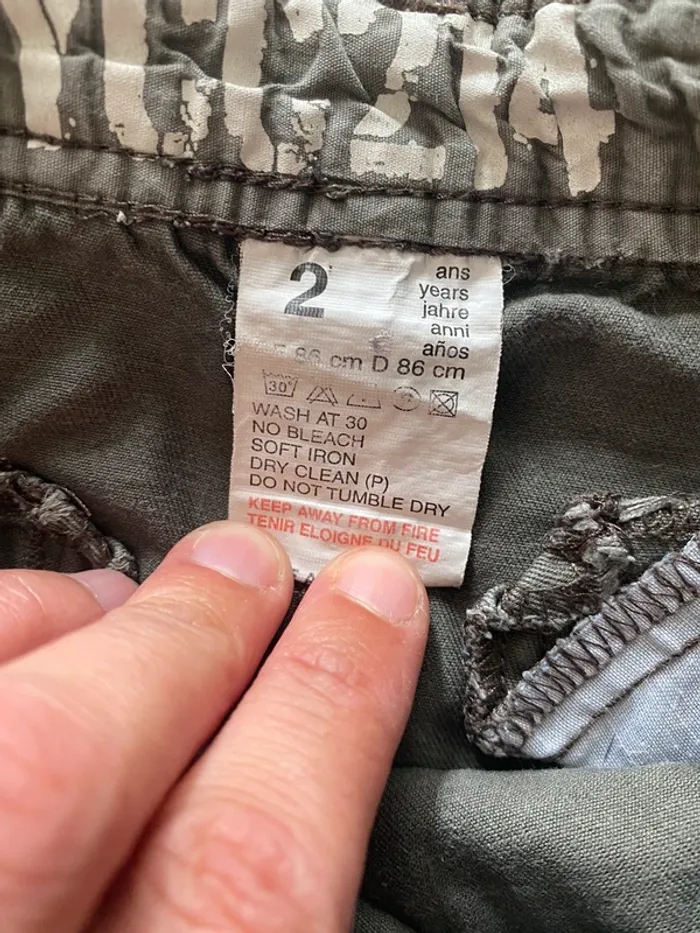 2 ans
years
jahre
anni
años
F 86 cm D 86 cm
30°
WASH AT 30
NO BLEACH
SOFT IRON
DRY CLEAN (P)
DO NOT TUMBLE DRY
KEEP AWAY FROM FIRE
TENIR ELOIGNE DU FEU